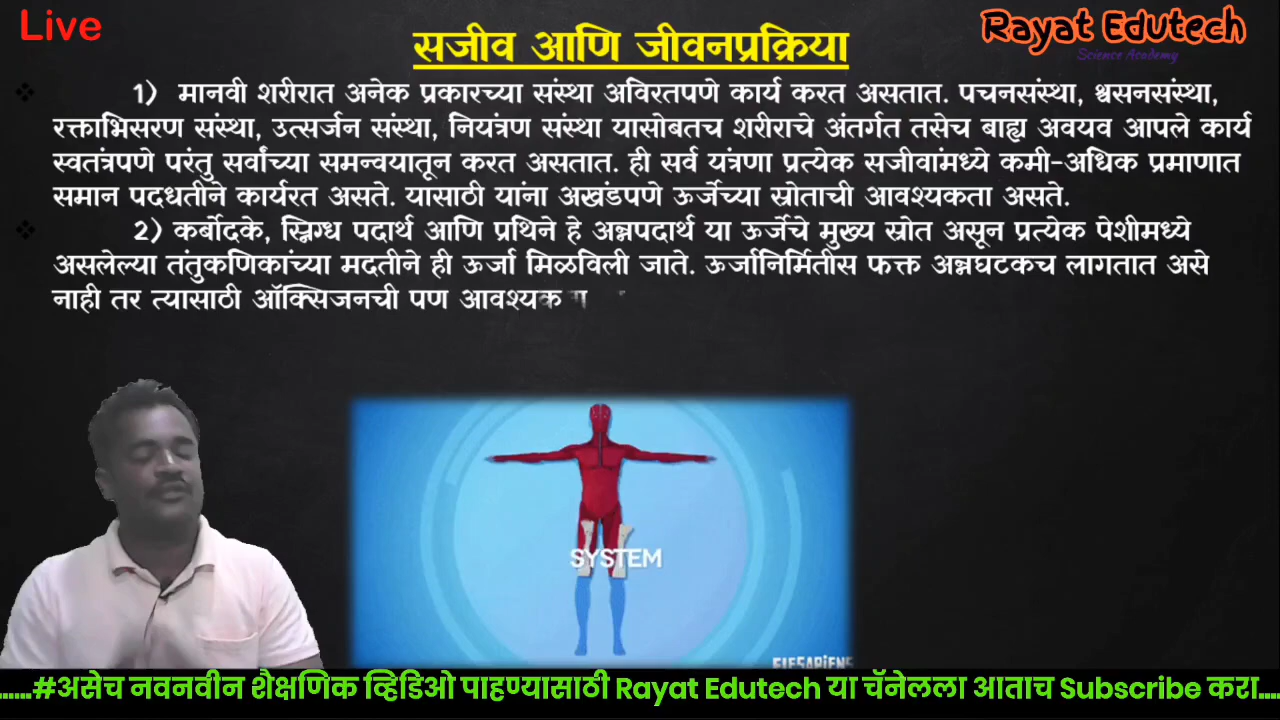 Live
Rayat Edutech
Science Academy
सजीव आणि जीवनप्रक्रिया
1) मानवी शरीरात अनेक प्रकारच्या संस्था अविरतपणे कार्य करत असतात. पचनसंस्था, श्वसनसंस्था,
रक्ताभिसरण संस्था, उत्सर्जन संस्था, नियंत्रण संस्था यासोबतच शरीराचे अंतर्गत तसेच बाह्य अवयव आपले कार्य
स्वतंत्रपणे परंतु सर्वांच्या समन्वयातून करत असतात. ही सर्व यंत्रणा प्रत्येक सजीवांमध्ये कमी-अधिक प्रमाणात
समान पदधतीने कार्यरत असते. यासाठी यांना अखंडपणे ऊर्जेच्या स्रोताची आवश्यकता असते.
2) कर्बोदके, स्निग्ध पदार्थ आणि प्रथिने हे अन्नपदार्थ या ऊर्जेचे मुख्य स्रोत असून प्रत्येक पेशीमध्ये
असलेल्या तंतुकणिकांच्या मदतीने ही ऊर्जा मिळविली जाते. ऊर्जानिर्मितीस फक्त अन्नघटकच लागतात असे
नाही तर त्यासाठी ऑक्सिजनची पण आवश्यक
SYSTEM
......#असेच नवनवीन शैक्षणिक व्हिडिओ पाहण्यासाठी Rayat Edutech या चॅनेलला आताच Subscribe करा....